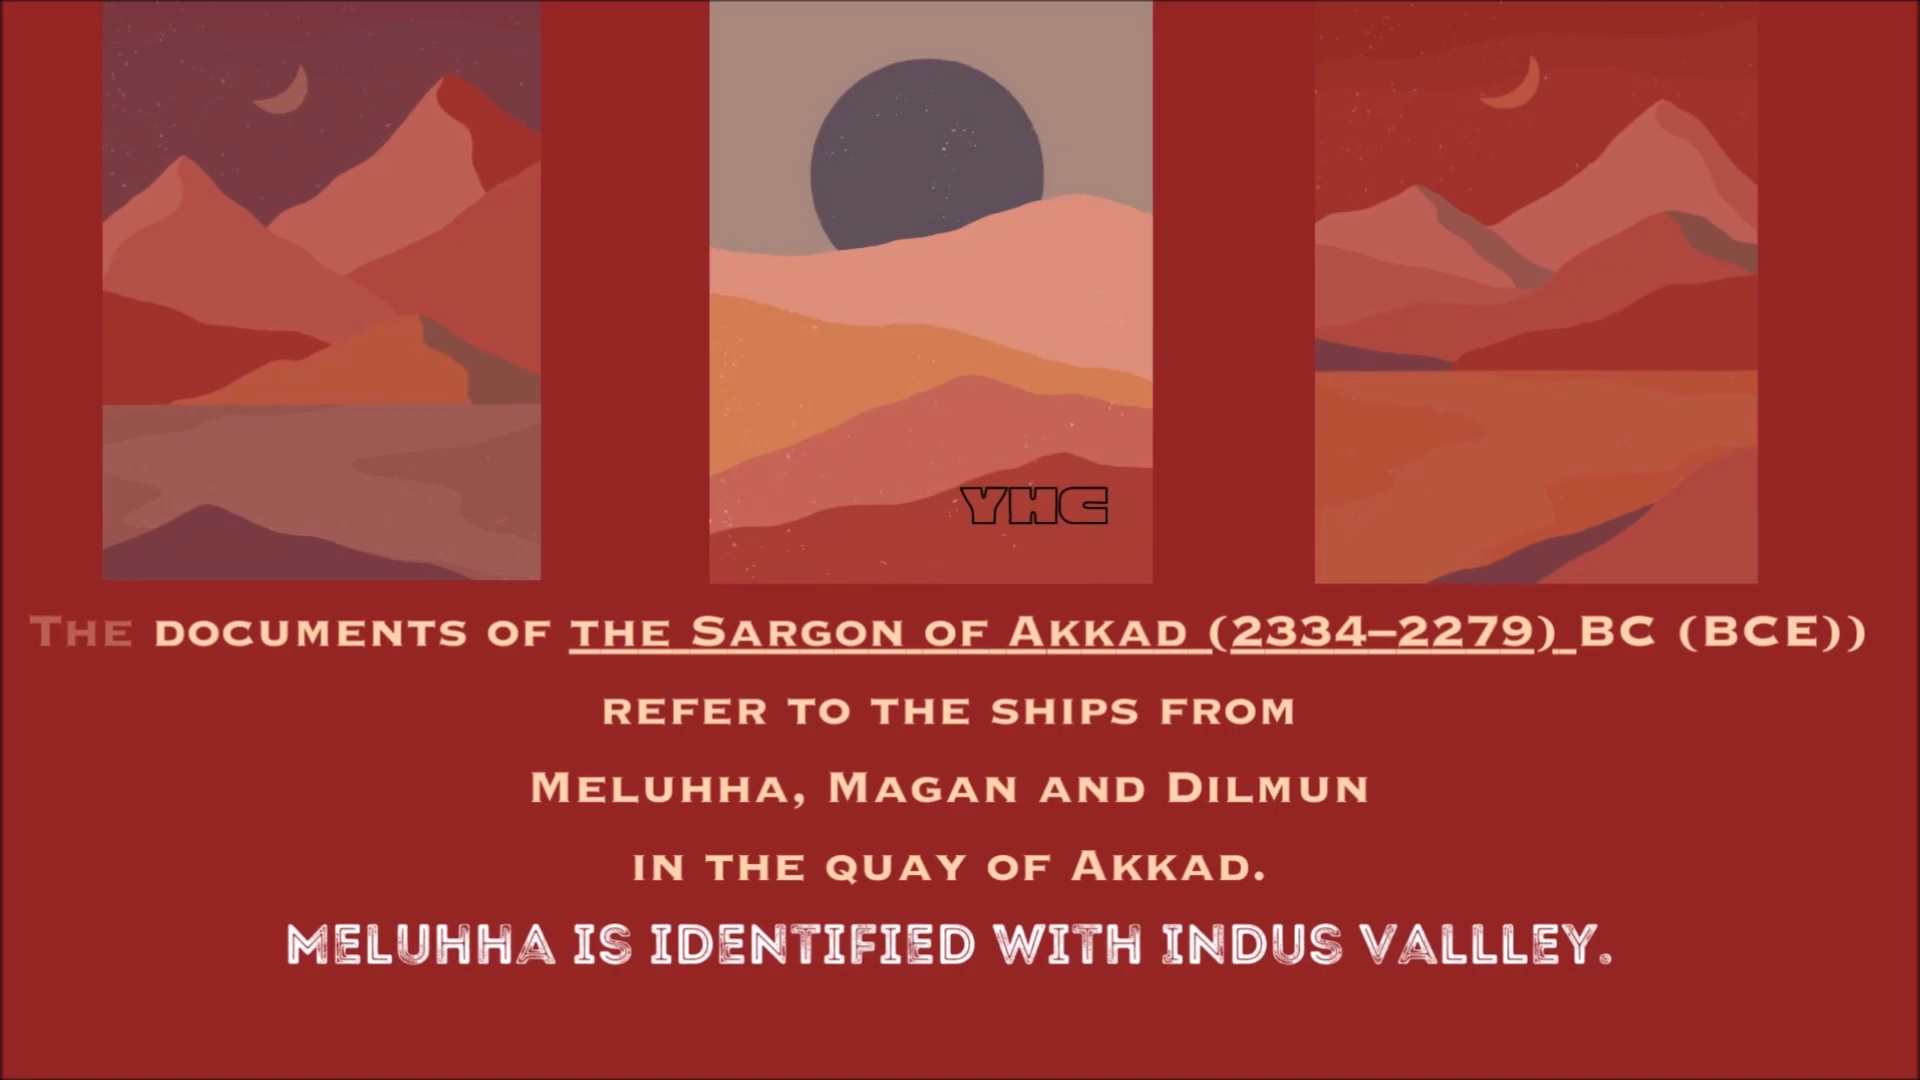 YHC
The documents of the Sargon of Akkad (2334–2279) BC (BCE))
refer to the ships from
Meluhha, Magan and Dilmun
in the quay of Akkad.
MELUHHA IS IDENTIFIED WITH INDUS VALLLEY.